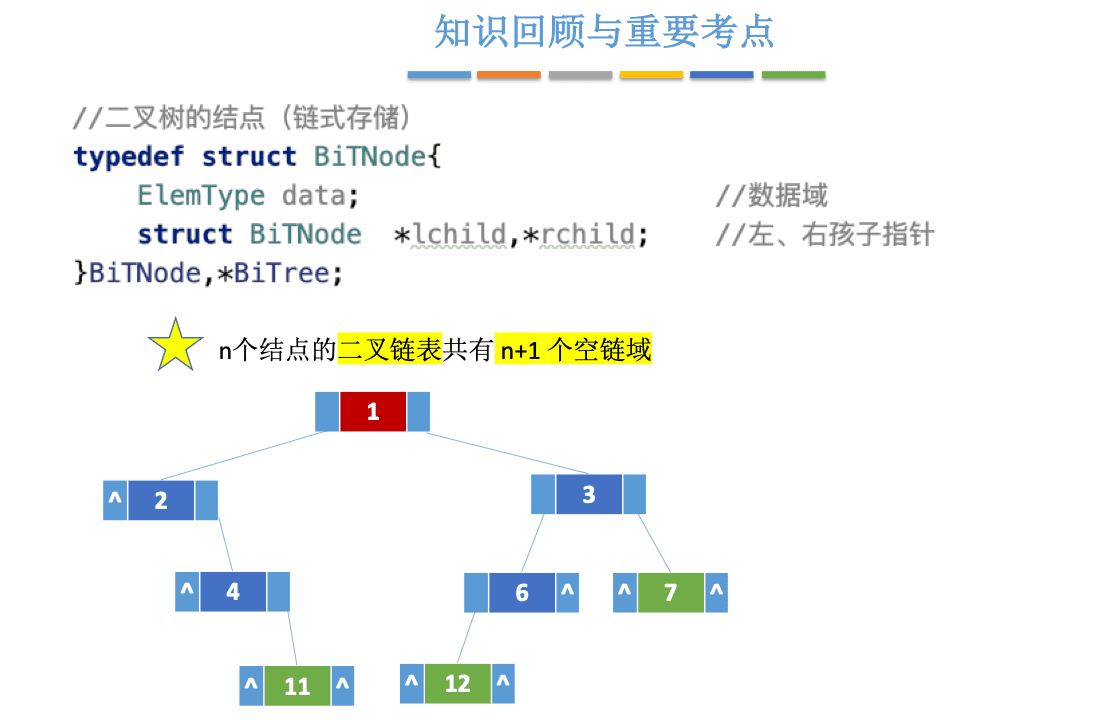 知识回顾与重要考点
//二叉树的结点（链式存储）
typedef struct BiTNode{
ElemType data; //数据域
struct BiTNode *lchild,*rchild; //左、右孩子指针
}BiTNode,*BiTree;
n个结点的二叉链表共有 n+1 个空链域
1
^ 2
3
^ 4
6 ^
^ 7 ^
^ 11 ^
^ 12 ^